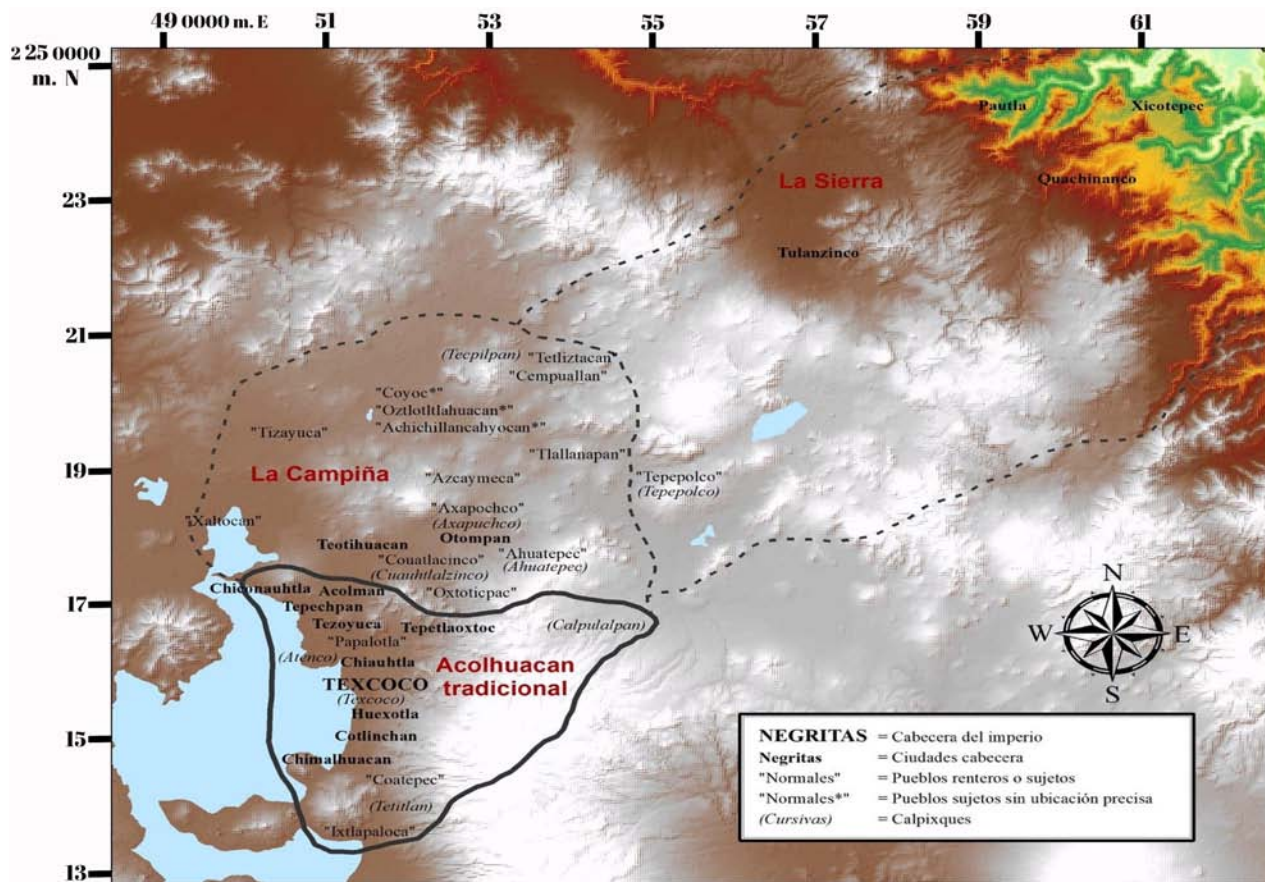 49 0000 m. E
51
53
55
57
59
61
2 25 0000
m. N
23
21
19
17
15
13
Pautla
Xicotepec
La Sierra
Quachinanco
Tulanzinco
(Tecpilpan)
"Tetliztacan"
"Cempuallan"
"Coyoc*"
"Oztlotltlahuacan*"
"Achichillancahyocan*"
"Tizayuca"
"Tlallanapan"
La Campiña
"Azcaymeca"
"Tepepolco"
(Tepepolco)
"Axapochco"
(Axapuchco)
"Xaltocan"
Otompan
Teotihuacan
"Ahuatepec"
(Ahuatepec)
"Couatlacinco"
(Cuauhtlalzinco)
Chiconauhtla
Acolman
"Oxtoticpac"
Tepechpan
Tezoyuca
Tepetlaoxtoc
(Calpulalpan)
"Papalotla"
(Atenco)
Chiauhtla
Acolhuacan
tradicional
TEXCOCO
(Texcoco)
Huexotla
Cotlinchan
Chimalhuacan
"Coatepec"
(Tetitlan)
"Ixtlapaloca"
N
W
E
S
NEGRITAS = Cabecera del imperio
Negritas = Ciudades cabecera
"Normales" = Pueblos renteros o sujetos
"Normales*" = Pueblos sujetos sin ubicación precisa
(Cursivas) = Calpixques